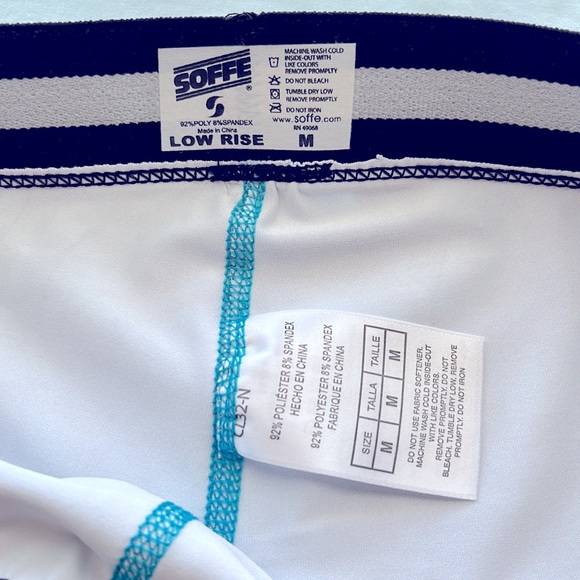 SOFFE
®
92%POLY 8%SPANDEX
Made in China
LOW RISE
MACHINE WASH COLD
INSIDE-OUT WITH
LIKE COLORS
REMOVE PROMPTLY
DO NOT BLEACH
TUMBLE DRY LOW
REMOVE PROMPTLY
DO NOT IRON
www.soffe.com
RN 40068
M
CL32-N
92% POLIÉSTER 8% SPANDEX
HECHO EN CHINA
92% POLYESTER 8% SPANDEX
FABRIQUE EN CHINA
SIZE TALLA TAILLE
M M M
DO NOT USE FABRIC SOFTENER.
MACHINE WASH COLD INSIDE-OUT
WITH LIKE COLORS.
REMOVE PROMPTLY. DO NOT
BLEACH. TUMBLE DRY LOW, REMOVE
PROMPTLY. DO NOT IRON